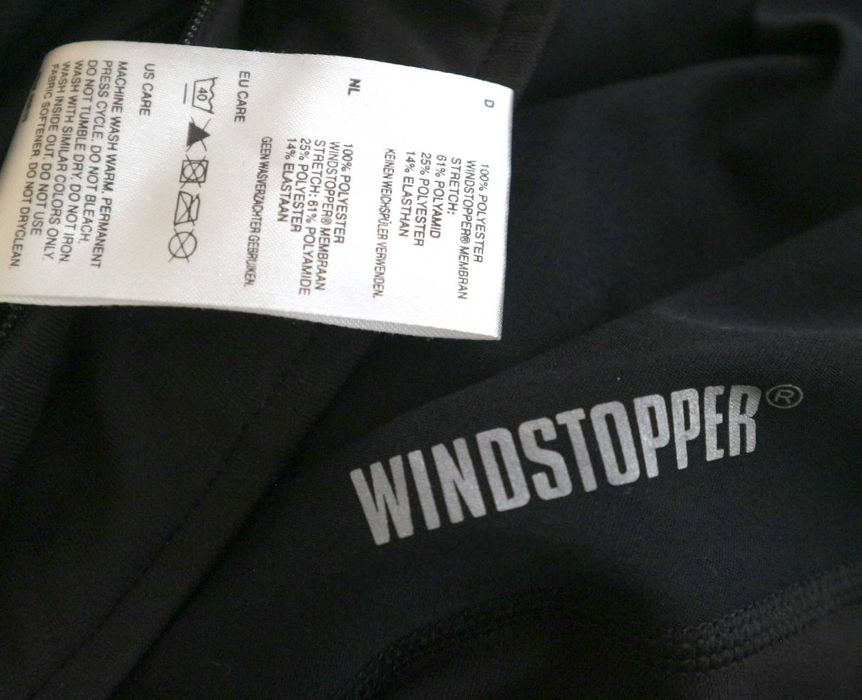 D
100% POLYESTER
WINDSTOPPER® MEMBRAN
STRETCH:
61% POLYAMID
25% POLYESTER
14% ELASTHAN
KEINEN WEICHSPÜLER VERWENDEN.
NL
100% POLYESTER
WINDSTOPPER® MEMBRAAN
STRETCH: 61% POLYAMIDE
25% POLYESTER
14% ELASTAAN
GEEN WASVERZACHTER GEBRUIKEN.
EU CARE
40
US CARE
MACHINE WASH WARM, PERMANENT
PRESS CYCLE. DO NOT BLEACH.
DO NOT TUMBLE DRY. DO NOT IRON.
WASH WITH SIMILAR COLORS ONLY.
WASH INSIDE OUT. DO NOT USE
FABRIC SOFTENER. DO NOT DRYCLEAN.
WINDSTOPPER®